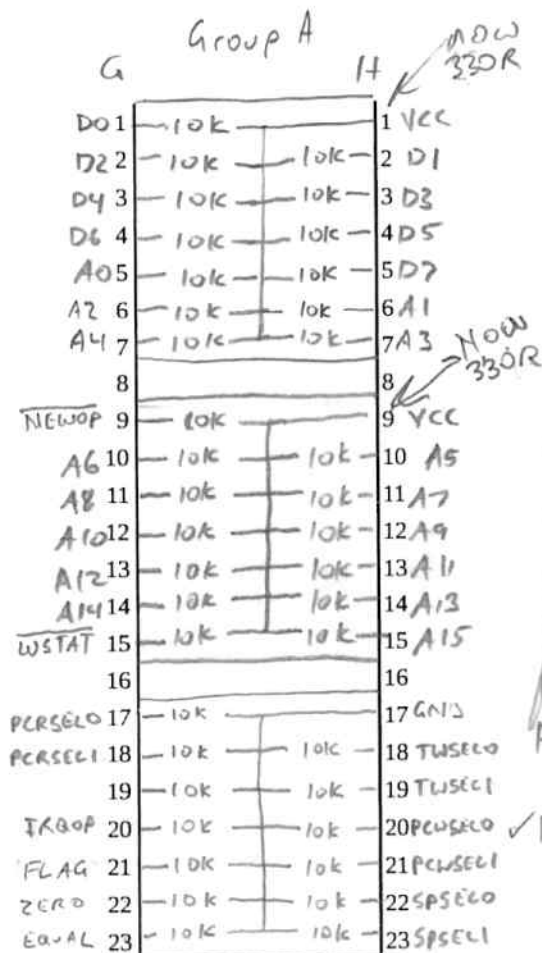 Group A
G H
NOW
330R
D0 1 10K 1 VCC
D2 2 10K 10K 2 D1
D4 3 10K 10K 3 D3
D6 4 10K 10K 4 D5
A0 5 10K 10K 5 D7
A2 6 10K 10K 6 A1
A4 7 10K 10K 7 A3
NOW
330R
8 8
NEWOP 9 10K 9 VCC
A6 10 10K 10K 10 A5
A8 11 10K 10K 11 A7
A10 12 10K 10K 12 A9
A12 13 10K 10K 13 A11
A14 14 10K 10K 14 A13
WSTAT 15 10K 10K 15 A15
16 16
PCRSEL0 17 10K 17 GND
PCRSEL1 18 10K 10K 18 TWSEL0
19 10K 10K 19 TWSEL1
IRQOP 20 10K 10K 20 PCWSEL0 ✓
FLAG 21 10K 10K 21 PCWSEL1
ZERO 22 10K 10K 22 SPSEL0
EQUAL 23 10K 10K 23 SPSEL1